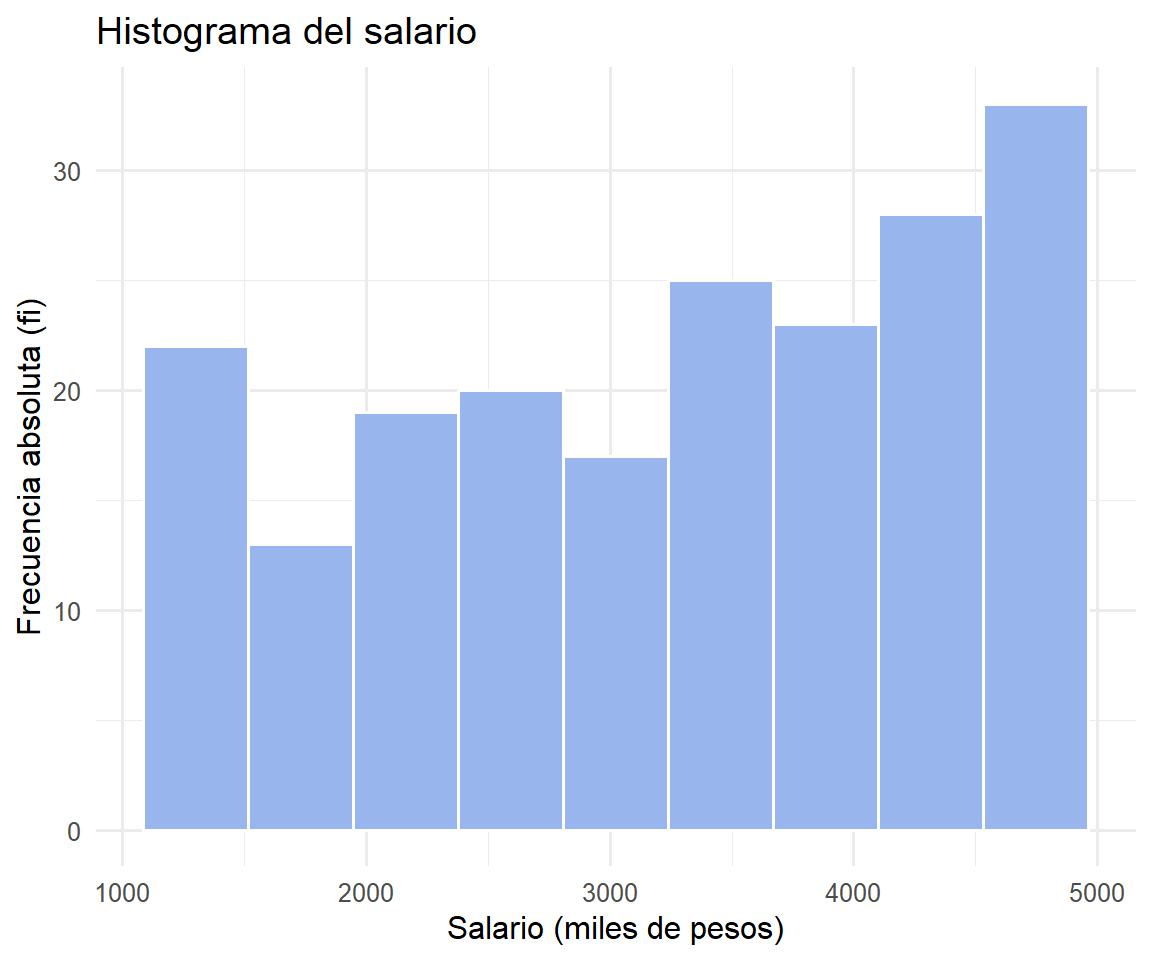 Histograma del salario
30
20
10
0
Frecuencia absoluta (fi)
1000 2000 3000 4000 5000
Salario (miles de pesos)